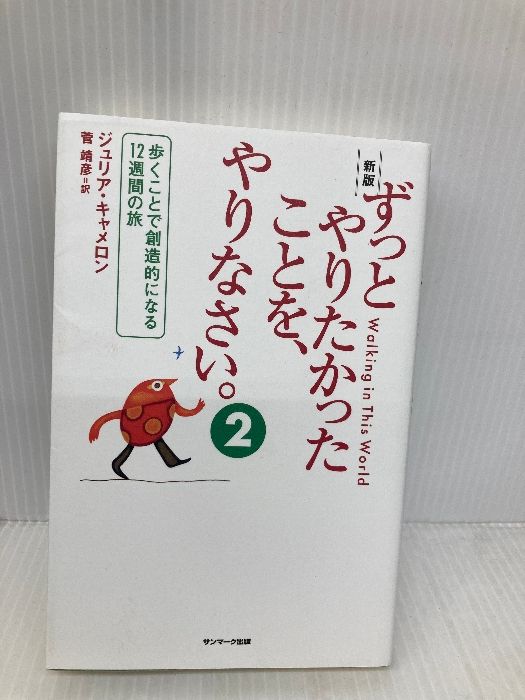 新版
ずっと
やりたかった
ことを、
やりなさい。
2
Walking in This World
歩くことで創造的になる
12週間の旅
ジュリア・キャメロン
菅 靖彦=訳
サンマーク出版